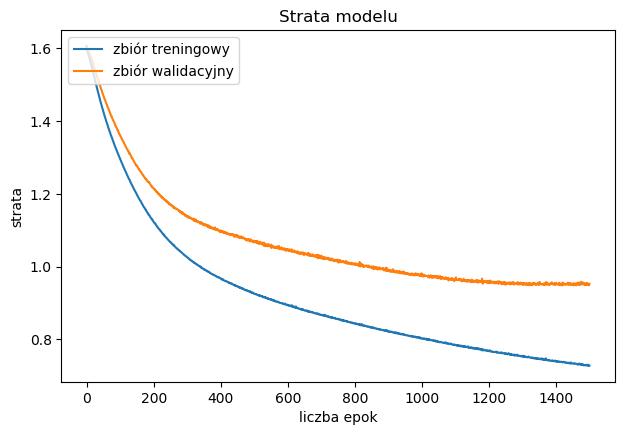 Strata modelu
zbiór treningowy
zbiór walidacyjny
strata
1.6
1.4
1.2
1.0
0.8
0 200 400 600 800 1000 1200 1400
liczba epok